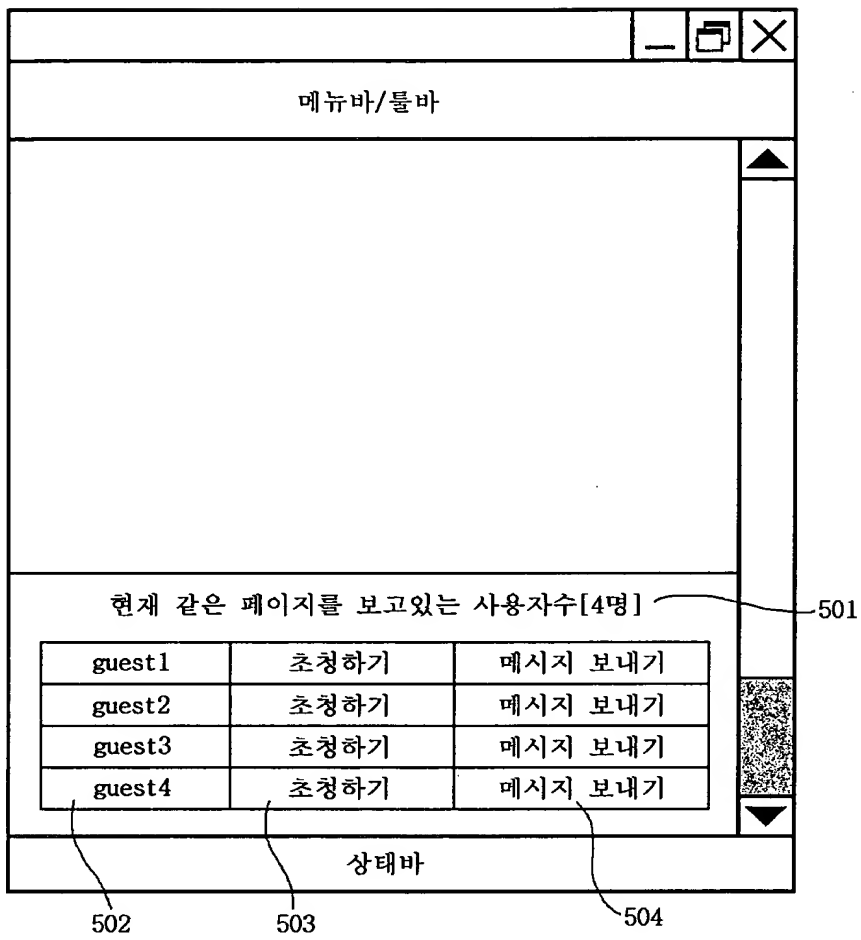 메뉴바/툴바
현재 같은 페이지를 보고있는 사용자수[4명]
501
guest1 초청하기 메시지 보내기
guest2 초청하기 메시지 보내기
guest3 초청하기 메시지 보내기
guest4 초청하기 메시지 보내기
상태바
502 503 504